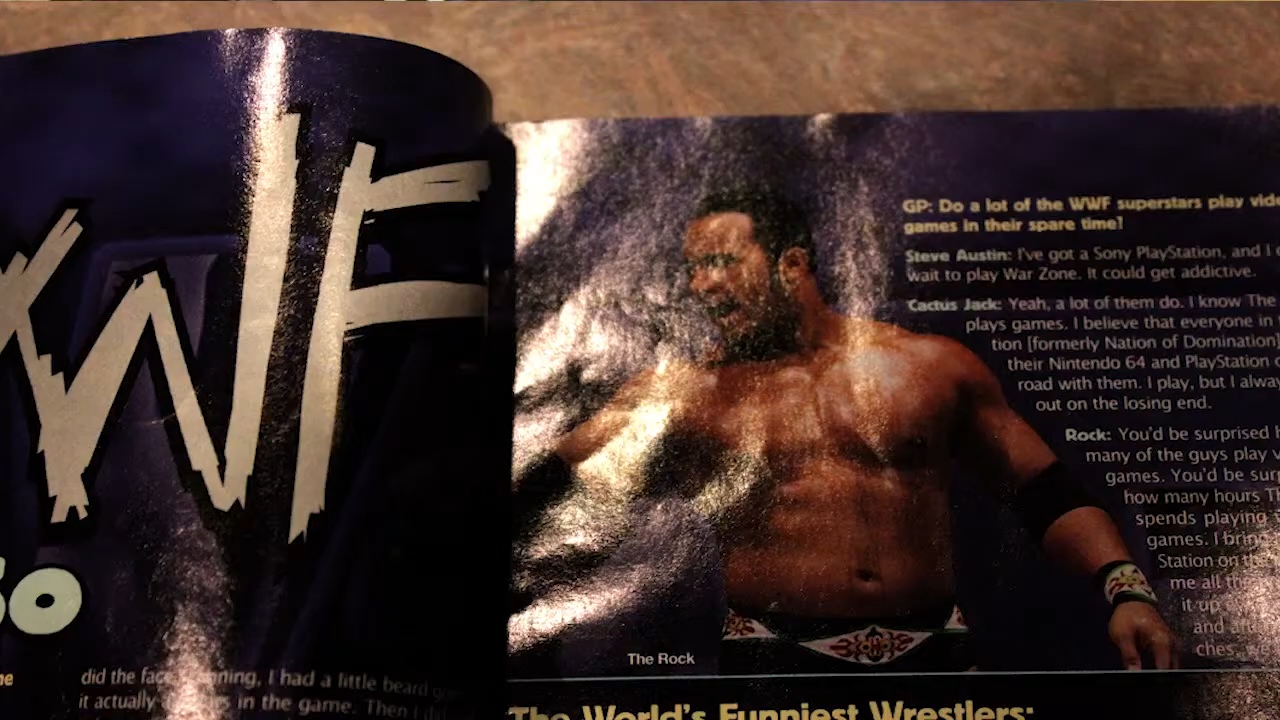 WWF
so
did the face scanning, I had a little beard
it actually in the game. Then I
GP: Do a lot of the WWF superstars play vide
games in their spare time?
Steve Austin: I've got a Sony PlayStation, and I
wait to play War Zone. It could get addictive.
Cactus Jack: Yeah, a lot of them do. I know The
plays games. I believe that everyone in
tion [formerly Nation of Domination]
their Nintendo 64 and PlayStation
road with them. I play, but I alwa
out on the losing end.
Rock: You'd be surprised
many of the guys play v
games. You'd be sur
how many hours T
spends playing
games. I bring
Station on the
me all the
it up
and
ches, we
The Rock
The World's Funniest Wrestlers: